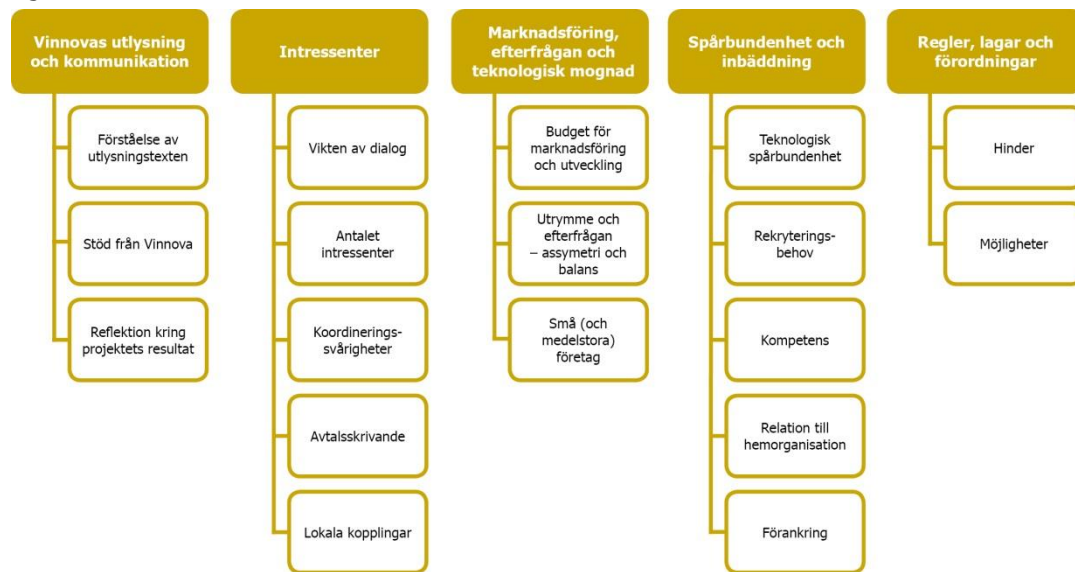 Vinnovas utlysning
och kommunikation
Förståelse av
utlysningstexten
Stöd från Vinnova
Reflektion kring
projektets resultat
Intressenter
Vikten av dialog
Antalet
intressenter
Koordinerings-
svårigheter
Avtalsskrivande
Lokala kopplingar
Marknadsföring,
efterfrågan och
teknologisk mognad
Budget för
marknadsföring
och utveckling
Utrymme och
efterfrågan
– assymetri och
balans
Små (och
medelstora)
företag
Spårbundenhet och
inbäddning
Teknologisk
spårbundenhet
Rekryterings-
behov
Kompetens
Relation till
hemorganisation
Förankring
Regler, lagar och
förordningar
Hinder
Möjligheter